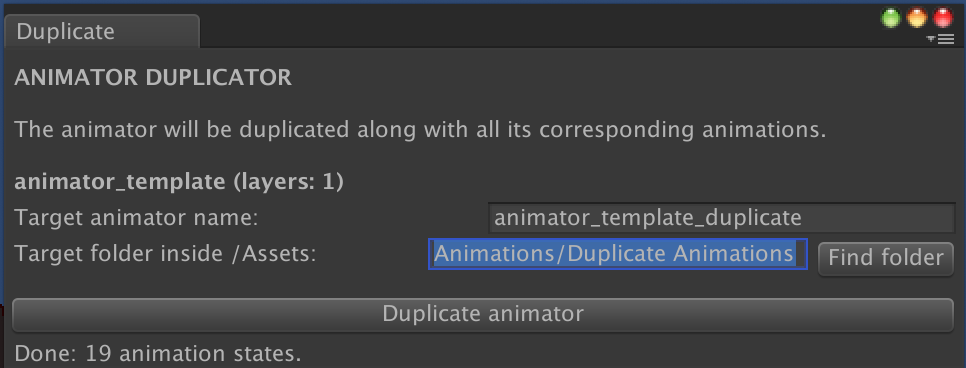 Duplicate
ANIMATOR DUPLICATOR
The animator will be duplicated along with all its corresponding animations.
animator_template (layers: 1)
Target animator name: animator_template_duplicate
Target folder inside /Assets: Animations/Duplicate Animations Find folder
Duplicate animator
Done: 19 animation states.